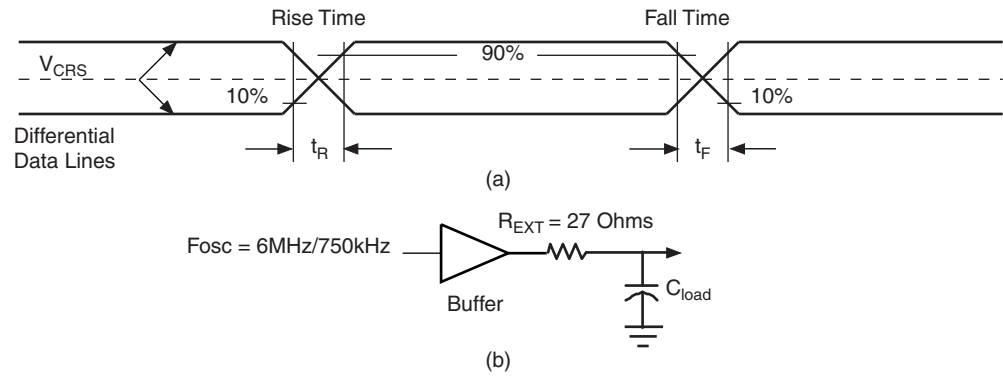 Rise Time
Fall Time
V_CRS
90%
10%
10%
Differential
Data Lines
t_R
t_F
(a)
R_EXT = 27 Ohms
Fosc = 6MHz/750kHz
Buffer
C_load
(b)